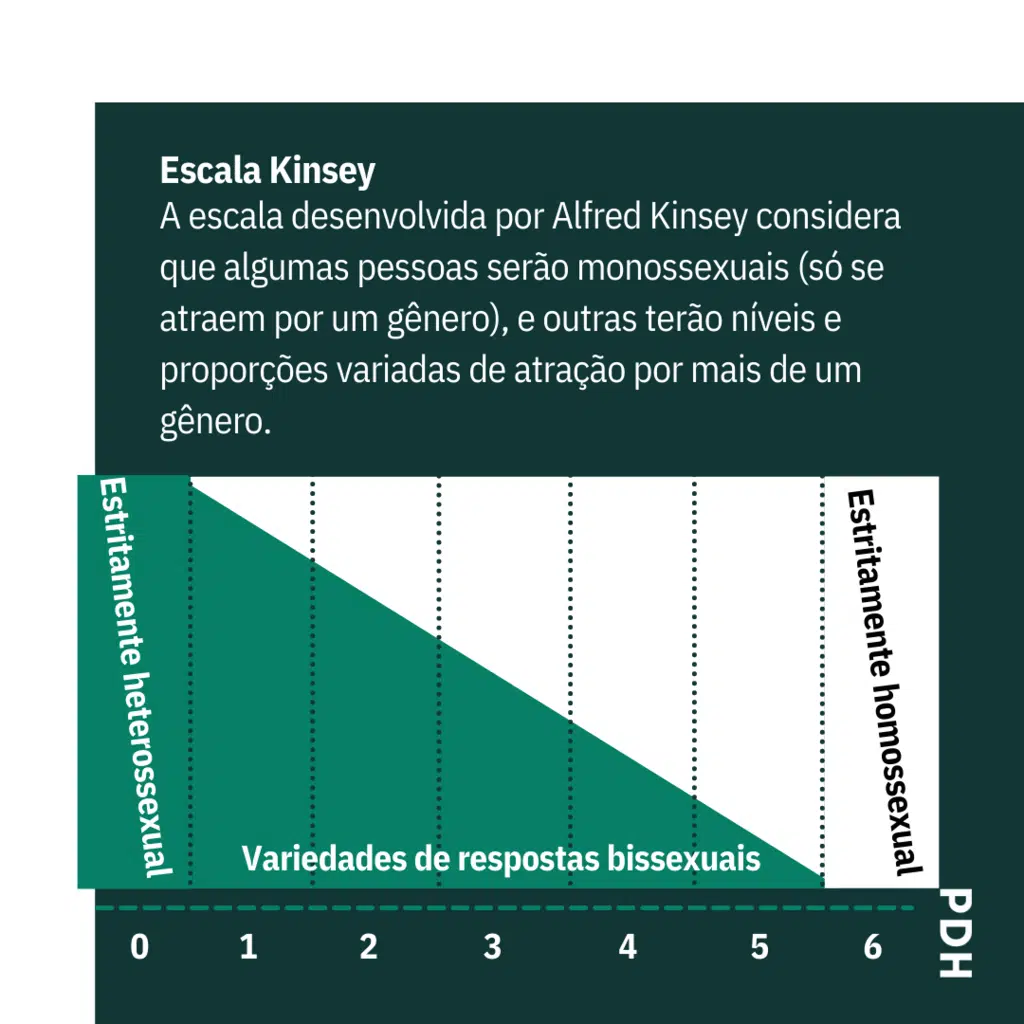 Escala Kinsey
A escala desenvolvida por Alfred Kinsey considera
que algumas pessoas serão monossexuais (só se
atraem por um gênero), e outras terão níveis e
proporções variadas de atração por mais de um
gênero.
Estritamente heterossexual
Estritamente homossexual
Variedades de respostas bissexuais
0 1 2 3 4 5 6
PDH